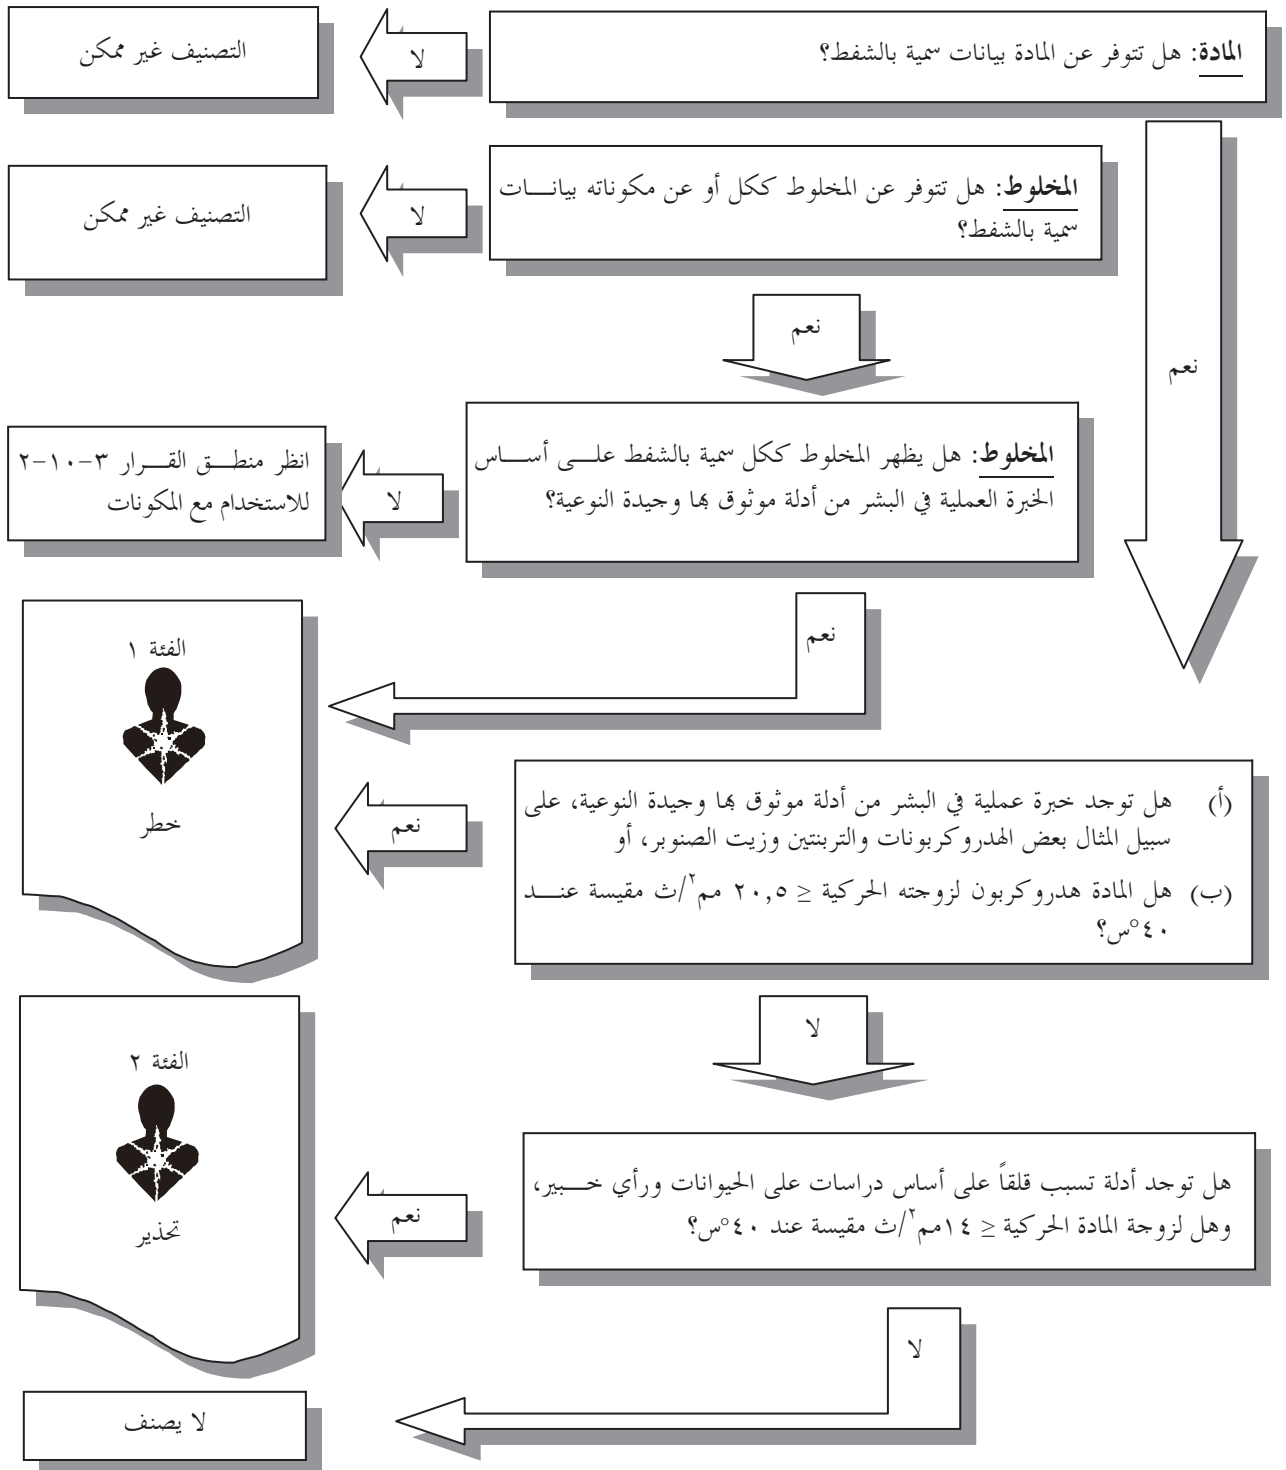 المادة: هل تتوفر عن المادة بيانات سمية بالشفط؟
لا
التصنيف غير ممكن
المخلوط: هل تتوفر عن المخلوط ككل أو عن مكوناته بيانات
سمية بالشفط؟
لا
التصنيف غير ممكن
نعم
نعم
المخلوط: هل يظهر المخلوط ككل سمية بالشفط على أساس
الخبرة العملية في البشر من أدلة موثوق بها وجيدة النوعية؟
لا
انظر منطق القرار ٣-١٠-٢
للاستخدام مع المكونات
نعم
الفئة ١
خطر
(أ) هل توجد خبرة عملية في البشر من أدلة موثوق بها وجيدة النوعية، على
سبيل المثال بعض الهدروكربونات والتربنتين وزيت الصنوبر، أو
(ب) هل المادة هدروكربون لزوجته الحركية ≥ ٢٠,٥ مم٢/ث مقيسة عند
٤٠°س؟
نعم
لا
الفئة ٢
تحذير
هل توجد أدلة تسبب قلقاً على أساس دراسات على الحيوانات ورأي خبير،
وهل لزوجة المادة الحركية ≥ ١٤مم٢/ث مقيسة عند ٤٠°س؟
نعم
لا
لا يصنف